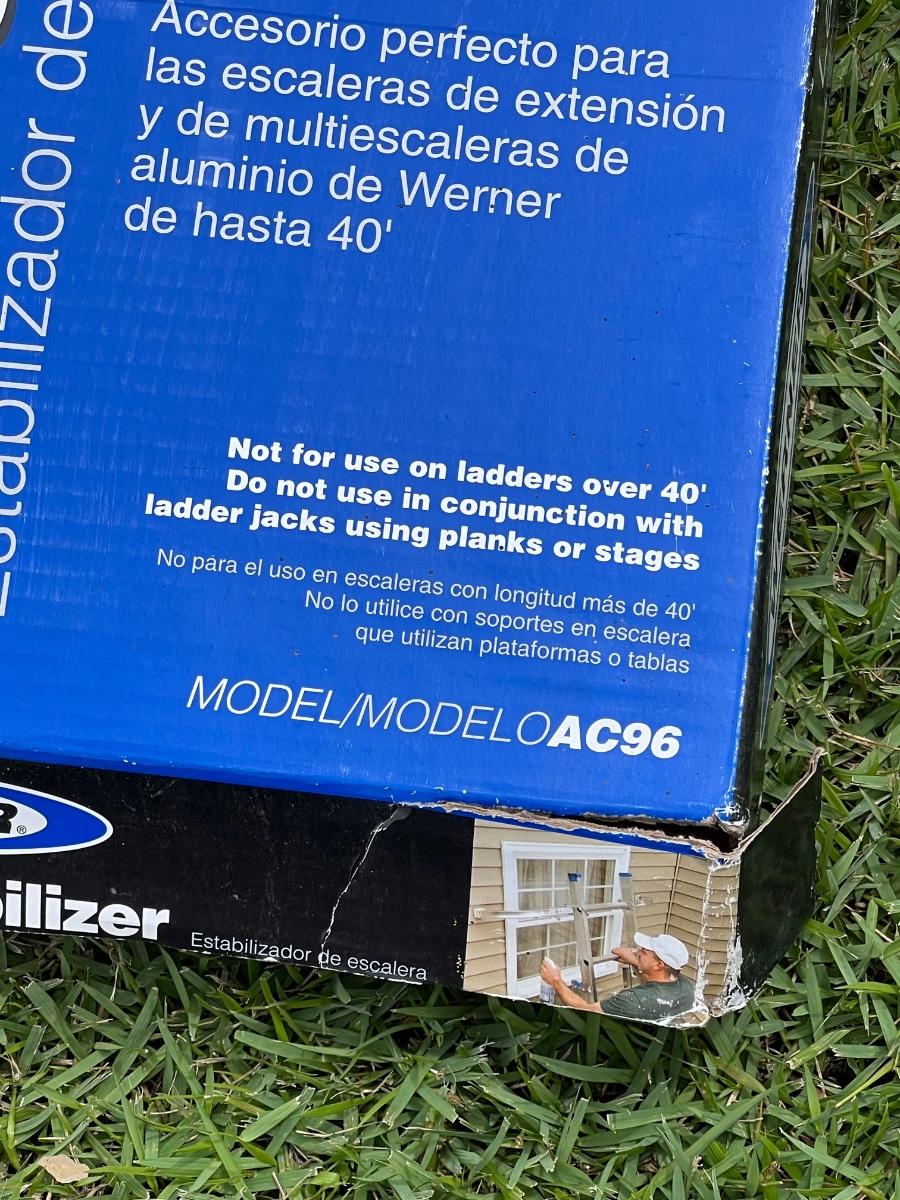 Estabilizador de
Accesorio perfecto para
las escaleras de extensión
y de multiescaleras de
aluminio de Werner
de hasta 40'
Not for use on ladders over 40'
Do not use in conjunction with
ladder jacks using planks or stages
No para el uso en escaleras con longitud más de 40'
No lo utilice con soportes en escalera
que utilizan plataformas o tablas
MODEL/MODELOAC96
R®
ilizer
Estabilizador de escalera